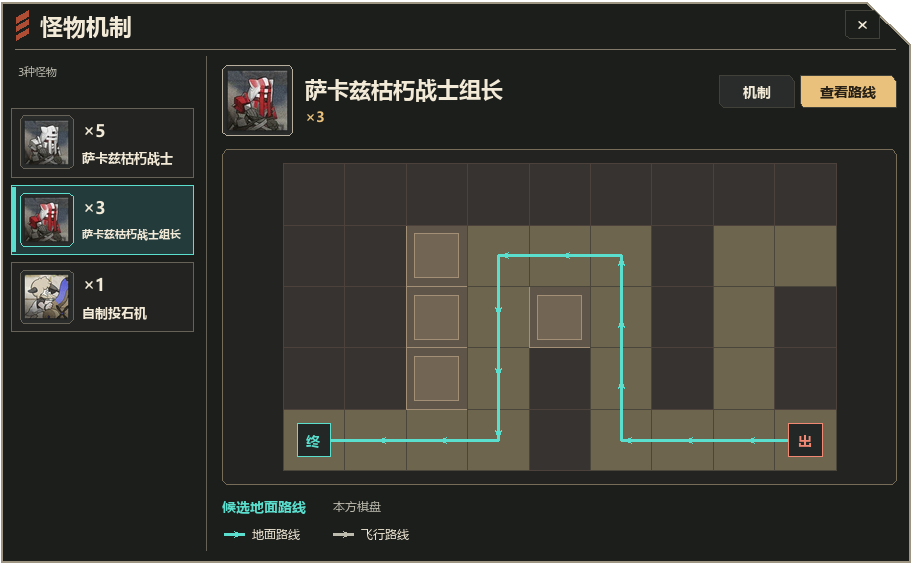 怪物机制
×
3种怪物
×5
萨卡兹枯朽战士
×3
萨卡兹枯朽战士组长
×1
自制投石机
萨卡兹枯朽战士组长
×3
机制
查看路线
终
出
候选地面路线
本方棋盘
地面路线
飞行路线